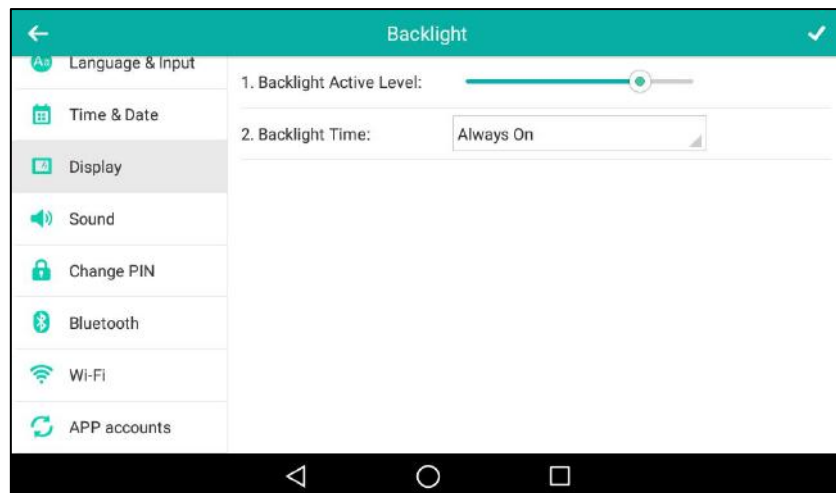 Backlight
Aa Language & Input
1. Backlight Active Level:
Time & Date
2. Backlight Time: Always On
Display
Sound
Change PIN
Bluetooth
Wi-Fi
APP accounts